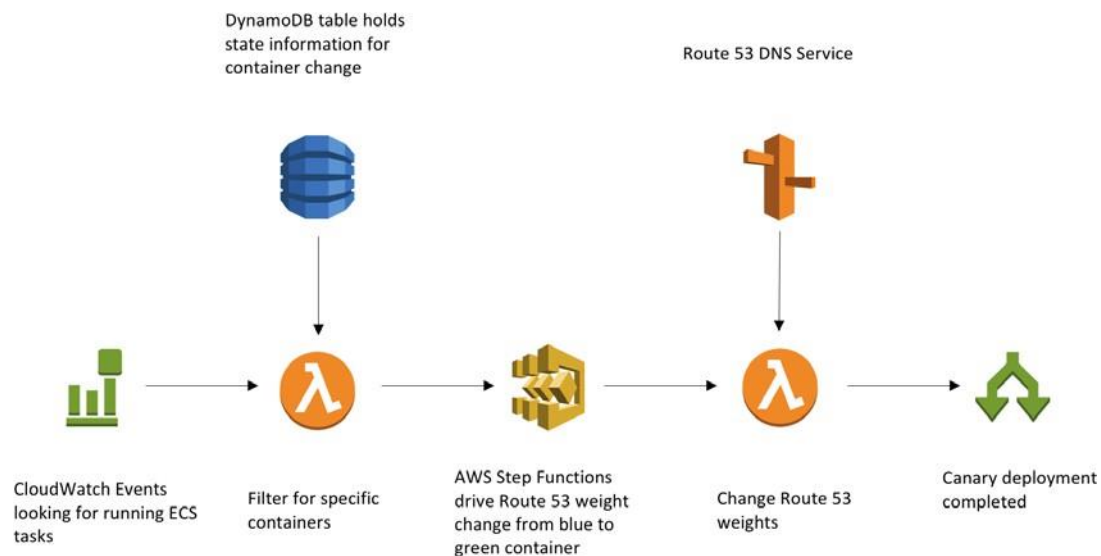 DynamoDB table holds
state information for
container change
Route 53 DNS Service
λ
λ
CloudWatch Events
looking for running ECS
tasks
Filter for specific
containers
AWS Step Functions
drive Route 53 weight
change from blue to
green container
Change Route 53
weights
Canary deployment
completed